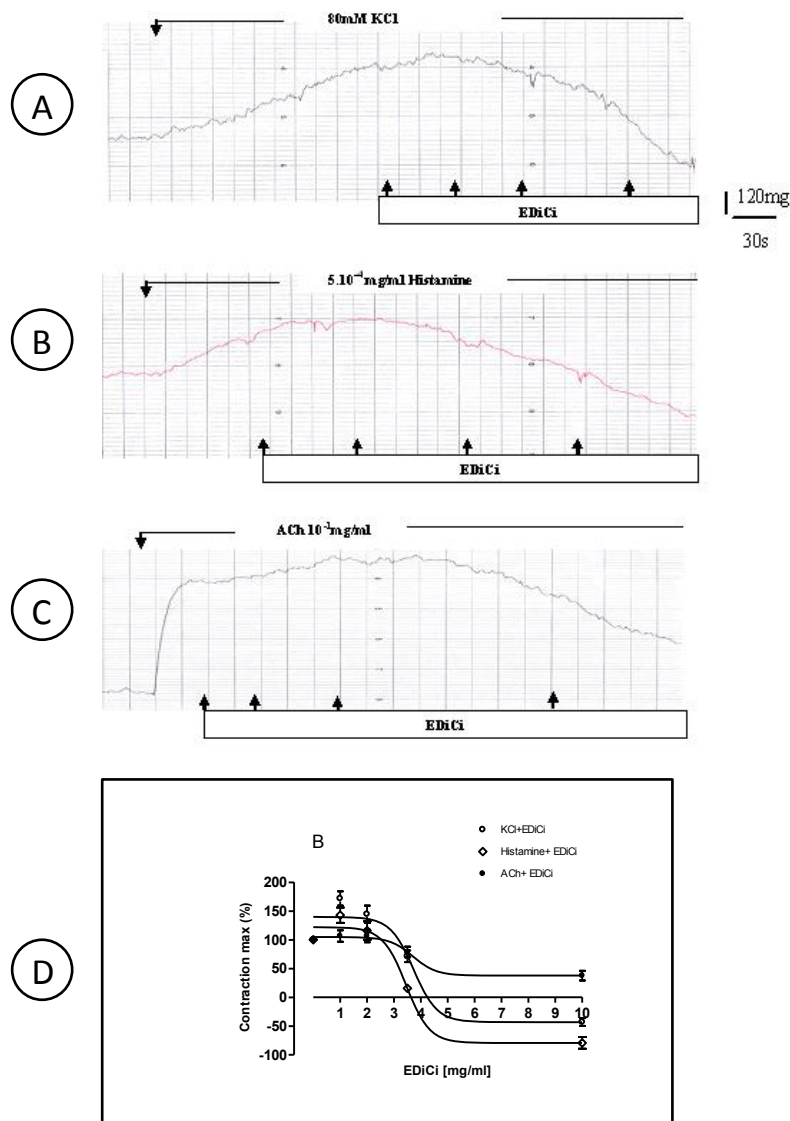 80mM KCl
A
EDiCi
120mg
30s
5.10⁻⁴mg/ml Histamine
B
EDiCi
ACh 10⁻¹mg/ml
C
EDiCi
D
B
KCl+EDiCi
Histamine+ EDiCi
ACh+ EDiCi
Contraction max (%)
200
150
100
50
0
-50
-100
1 2 3 4 5 6 7 8 9 10
EDiCi [mg/ml]